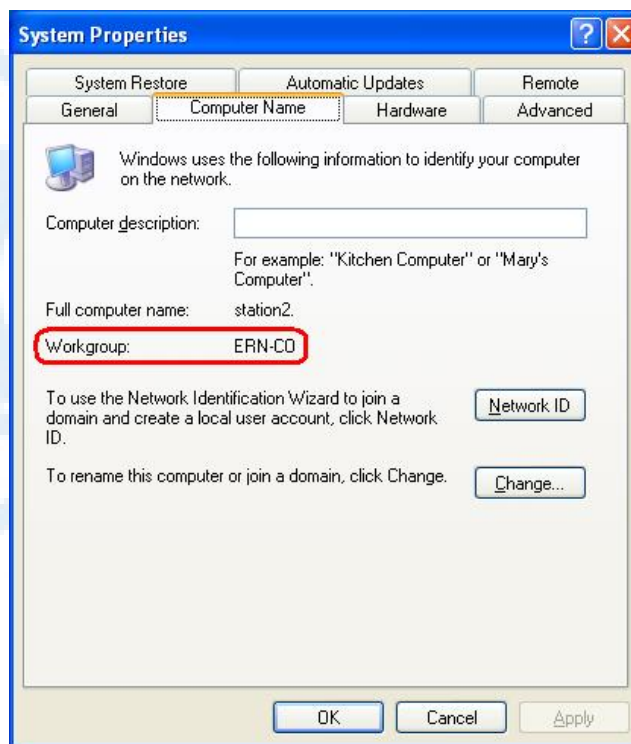 System Properties
System Restore Automatic Updates Remote
General Computer Name Hardware Advanced
Windows uses the following information to identify your computer
on the network.
Computer description:
For example: "Kitchen Computer" or "Mary's
Computer".
Full computer name: station2.
Workgroup: ERN-CO
To use the Network Identification Wizard to join a
domain and create a local user account, click Network
ID.
Network ID
To rename this computer or join a domain, click Change.
Change...
OK Cancel Apply